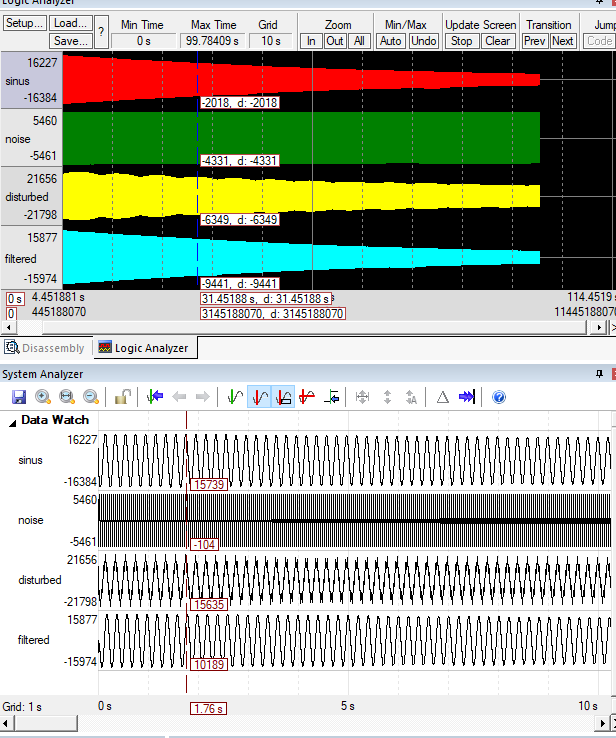 Logic Analyzer
Setup... Load... ? Min Time Max Time Grid Zoom Min/Max Update Screen Transition Jump
Save... 0 s 99.78409 s 10 s In Out All Auto Undo Stop Clear Prev Next Code
16227
sinus
-16384
-2018, d: -2018
5460
noise
-5461
-4331, d: -4331
21656
disturbed
-21798
-6349, d: -6349
15877
filtered
-15974
-9441, d: -9441
0 s 4.451881 s 31.45188 s, d: 31.45188 s 114.4519
0 445188070 3145188070, d: 3145188070 11445188070
Disassembly Logic Analyzer
System Analyzer
Data Watch
16227
sinus
-16384
15739
5460
noise
-5461
-104
21656
disturbed
-21798
15635
15877
filtered
-15974
10189
Grid: 1 s 0 s 1.76 s 5 s 10 s